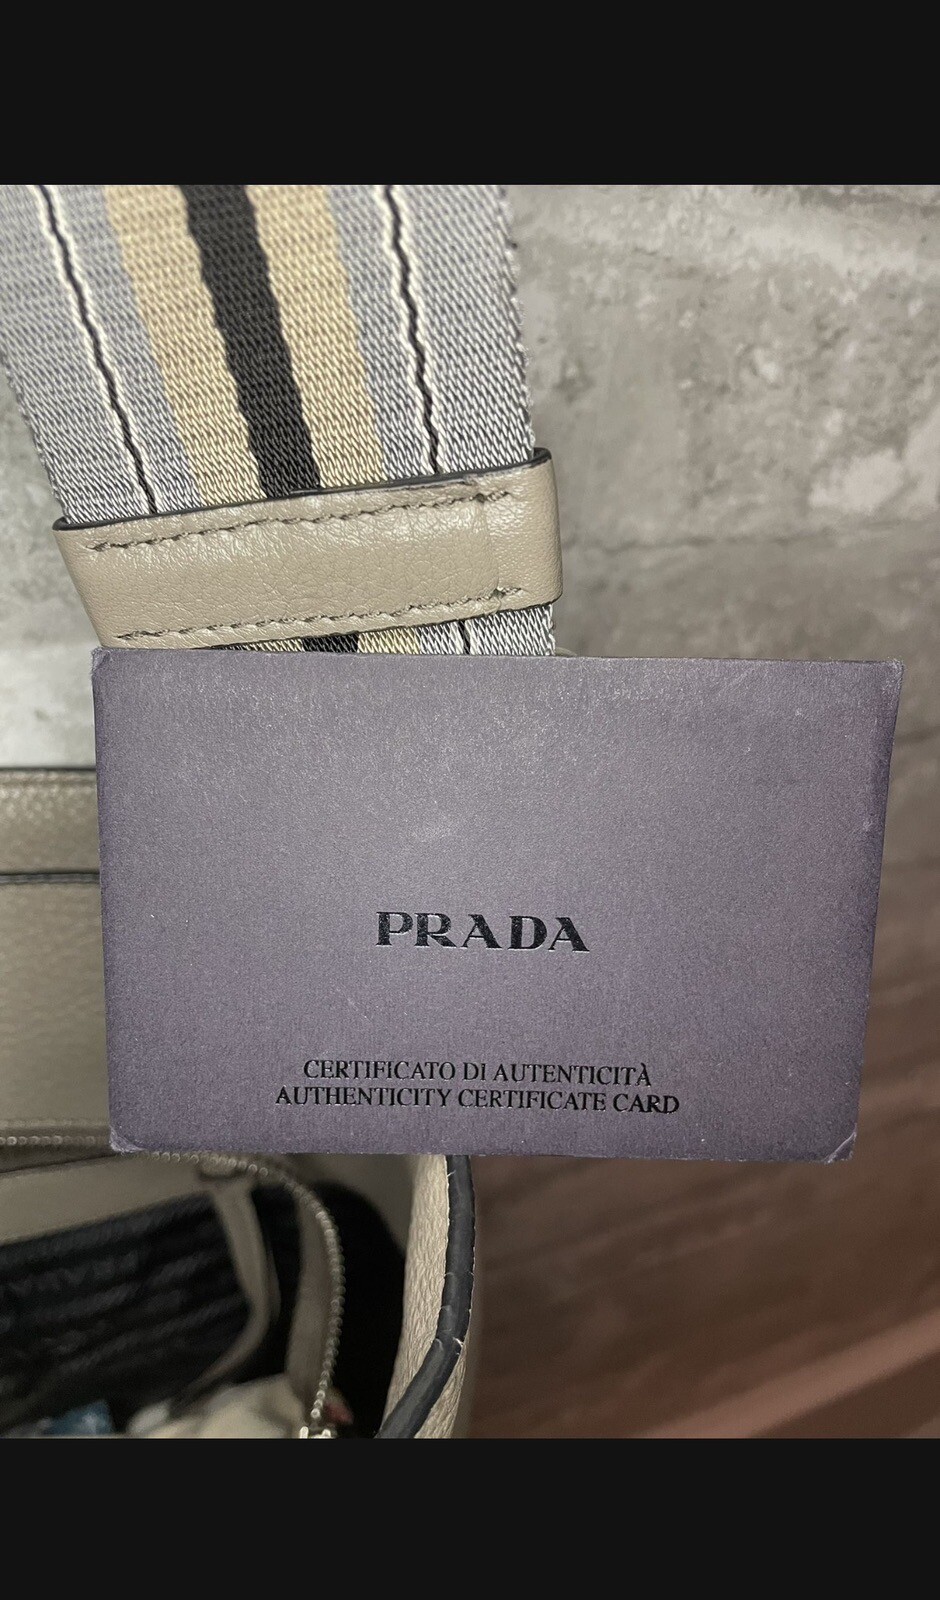 PRADA
CERTIFICATO DI AUTENTICITÀ
AUTHENTICITY CERTIFICATE CARD